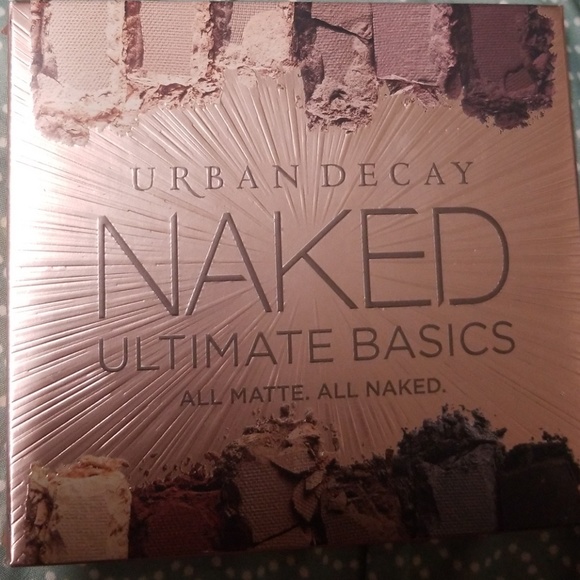 URBAN DECAY
NAKED
ULTIMATE BASICS
ALL MATTE. ALL NAKED.